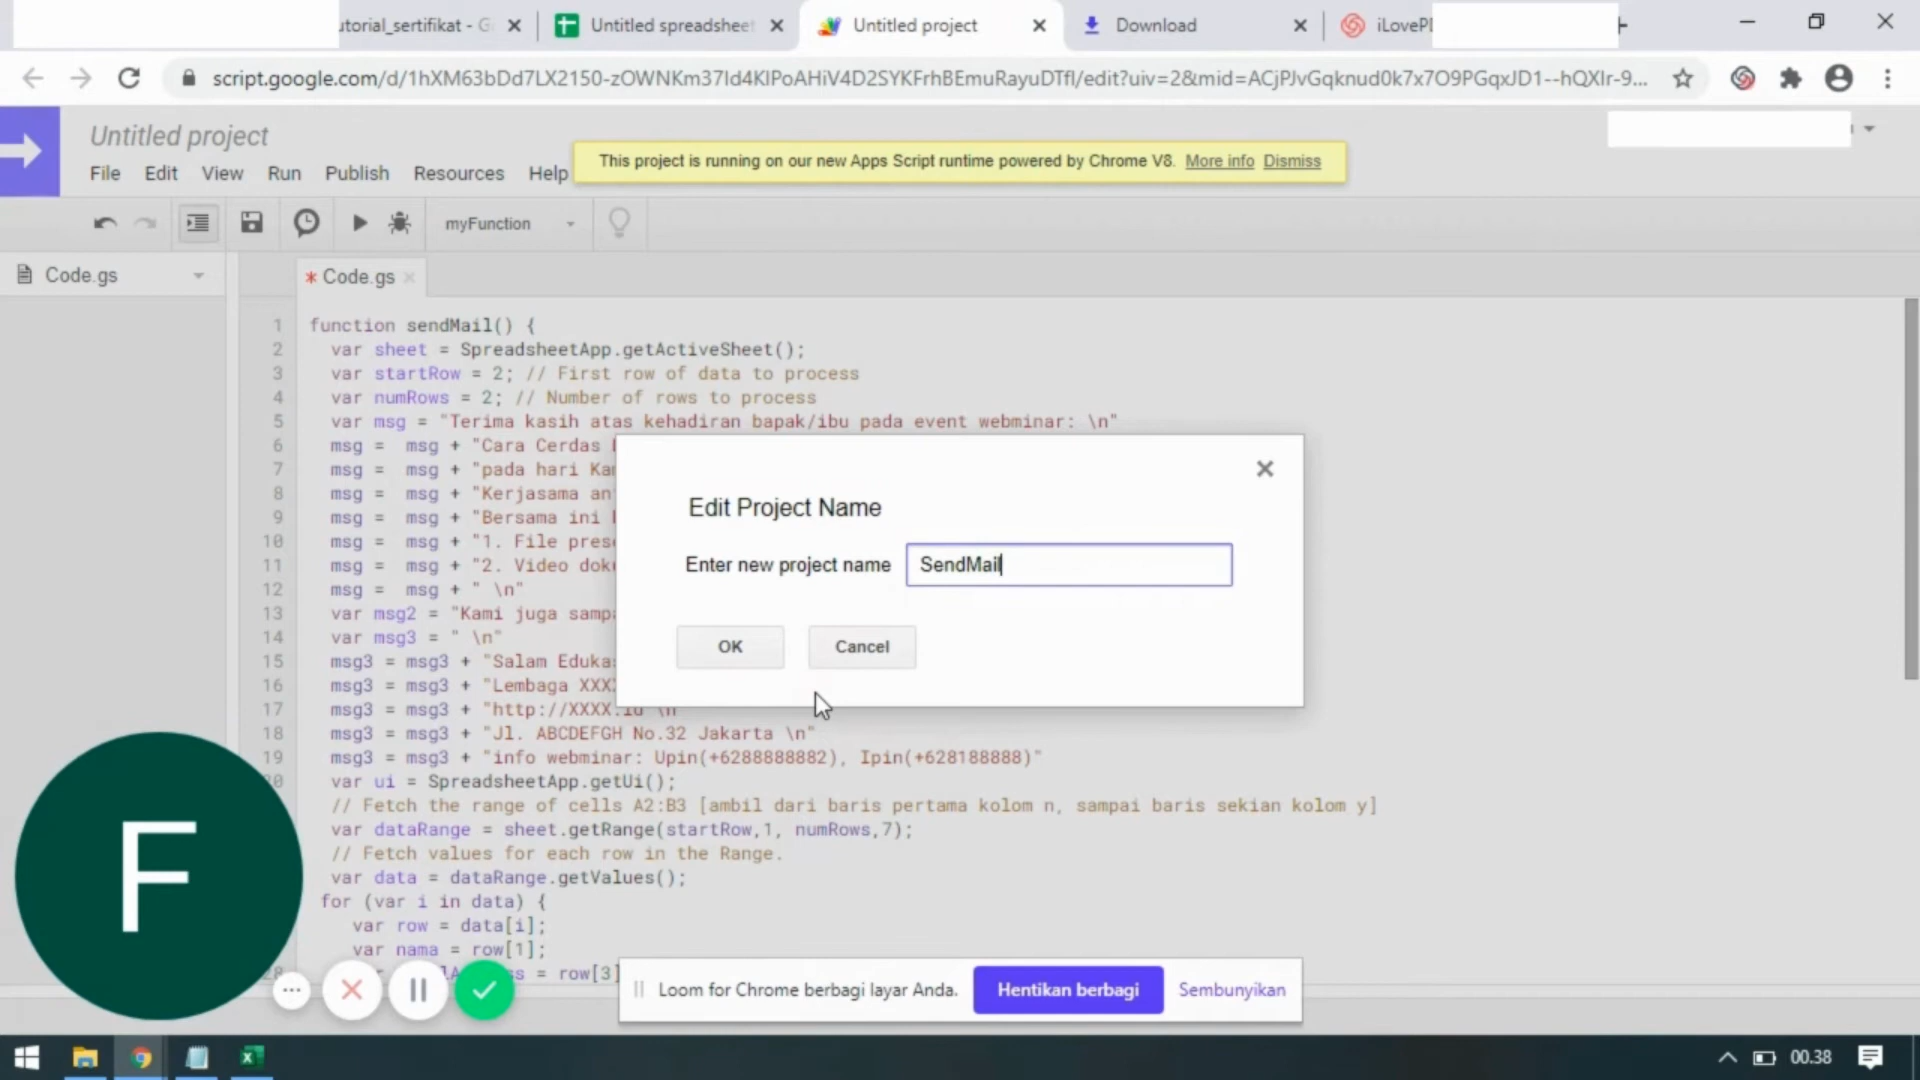 utorial_sertifikat - G
Untitled spreadsheet
Untitled project
Download
iLovePD
script.google.com/d/1hXM63bDd7LX2150-zOWNKm37Id4KlPoAHiV4D2SYKFrhBEmuRayuDTfI/edit?uiv=2&mid=ACjPJvGqknud0k7x7O9PGqxJD1--hQXIr-9...
Untitled project
File Edit View Run Publish Resources Help
This project is running on our new Apps Script runtime powered by Chrome V8. More info Dismiss
myFunction
Code.gs
* Code.gs
1 function sendMail() {
2 var sheet = SpreadsheetApp.getActiveSheet();
3 var startRow = 2; // First row of data to process
4 var numRows = 2; // Number of rows to process
5 var msg = "Terima kasih atas kehadiran bapak/ibu pada event webminar: \n"
6 msg = msg + "Cara Cerdas
7 msg = msg + "pada hari Kam
8 msg = msg + "Kerjasama an
9 msg = msg + "Bersama ini
10 msg = msg + "1. File pres
11 msg = msg + "2. Video dok
12 msg = msg + " \n"
13 var msg2 = "Kami juga samp
14 var msg3 = " \n"
15 msg3 = msg3 + "Salam Eduka
16 msg3 = msg3 + "Lembaga XXX
17 msg3 = msg3 + "http://XXXX.id \n
18 msg3 = msg3 + "Jl. ABCDEFGH No.32 Jakarta \n"
19 msg3 = msg3 + "info webminar: Upin(+6288888882), Ipin(+628188888)"
var ui = SpreadsheetApp.getUi();
// Fetch the range of cells A2:B3 [ambil dari baris pertama kolom n, sampai baris sekian kolom y]
var dataRange = sheet.getRange(startRow,1, numRows,7);
// Fetch values for each row in the Range.
var data = dataRange.getValues();
for (var i in data) {
var row = data[i];
var nama = row[1];
28 ss = row[3]
Edit Project Name
Enter new project name SendMail
OK Cancel
F
Loom for Chrome berbagi layar Anda. Hentikan berbagi Sembunyikan
00.38